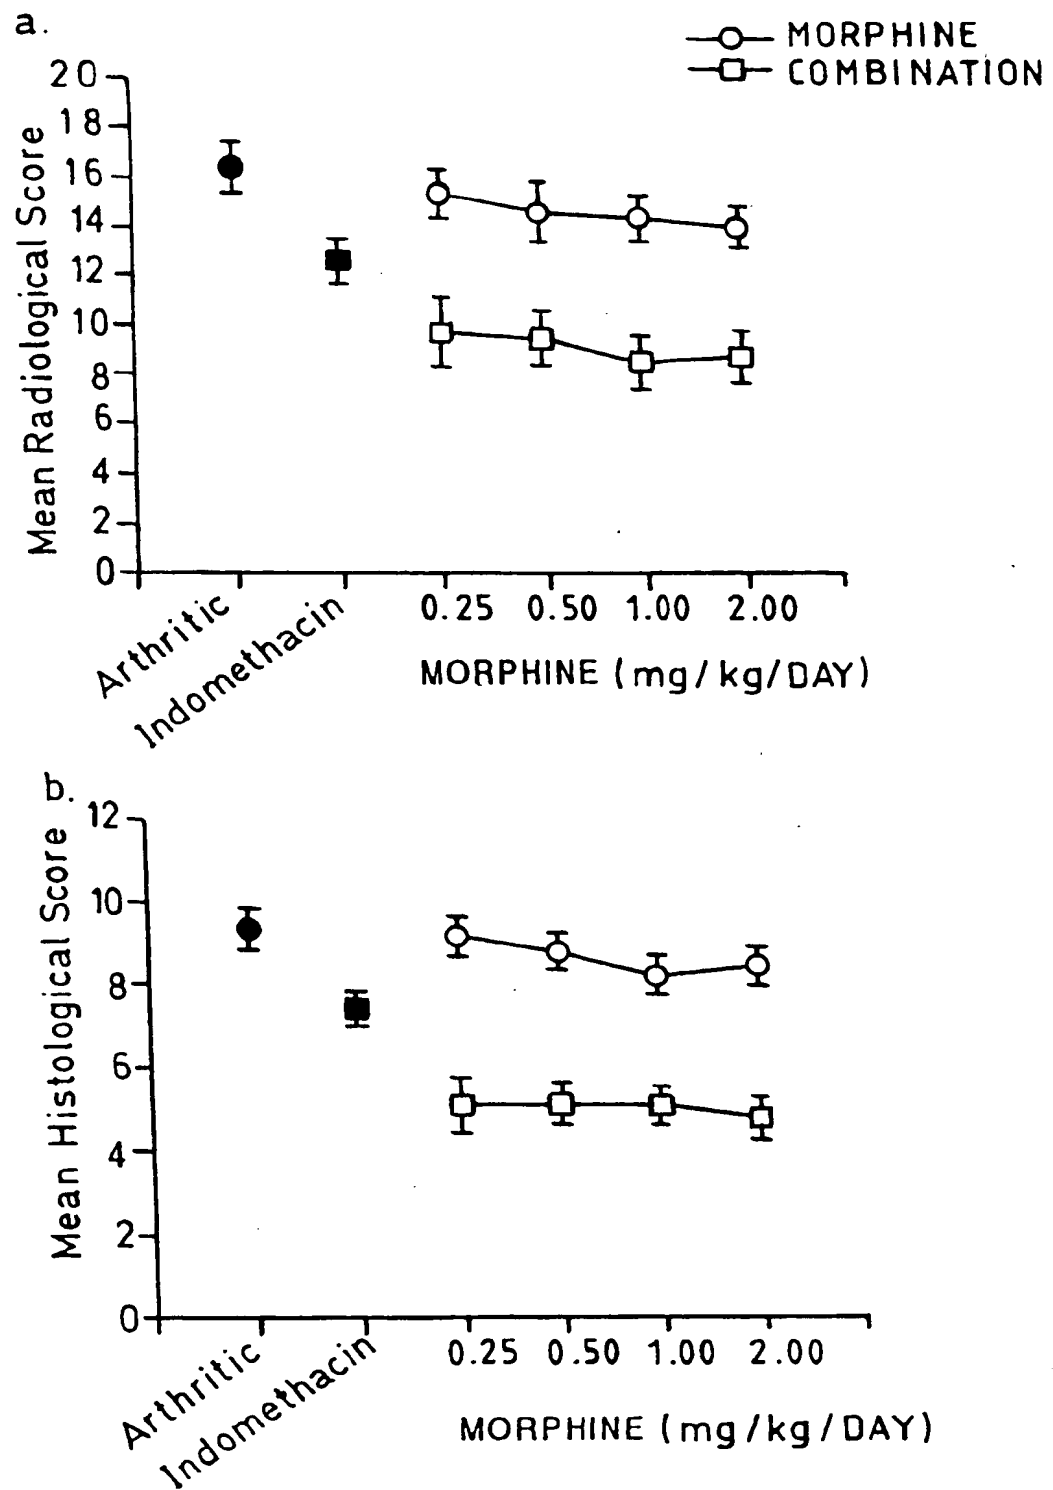 a.
MORPHINE
COMBINATION
Mean Radiological Score
20
18
16
14
12
10
8
6
4
2
0
Arthritic
Indomethacin
0.25 0.50 1.00 2.00
MORPHINE (mg/kg/DAY)
b.
Mean Histological Score
12
10
8
6
4
2
0
Arthritic
Indomethacin
0.25 0.50 1.00 2.00
MORPHINE (mg/kg/DAY)